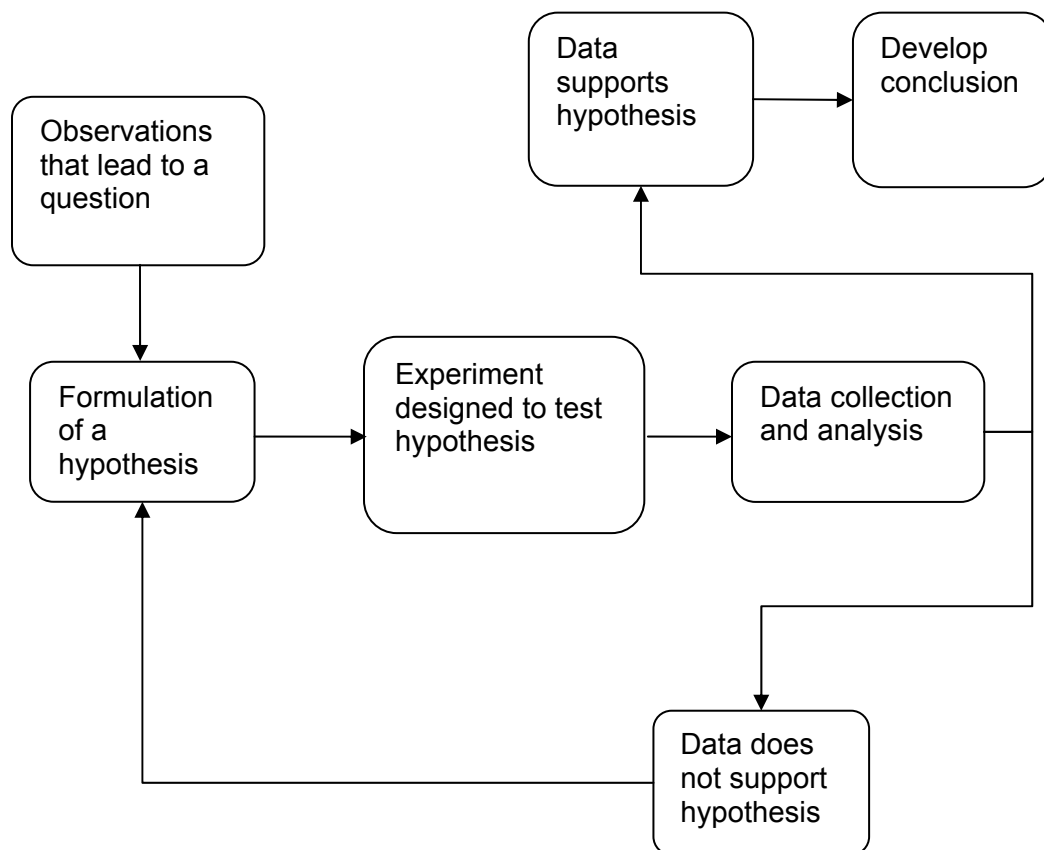 Observations
that lead to a
question
Formulation
of a
hypothesis
Experiment
designed to test
hypothesis
Data collection
and analysis
Data
supports
hypothesis
Develop
conclusion
Data does
not support
hypothesis